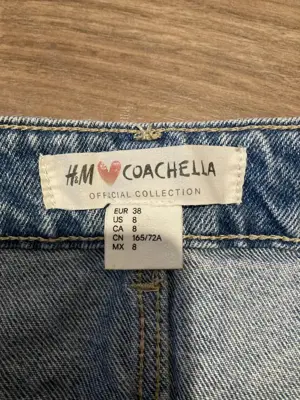 H&M COACHELLA
OFFICIAL COLLECTION
EUR 38
US 8
CA 8
CN 165/72A
MX 8